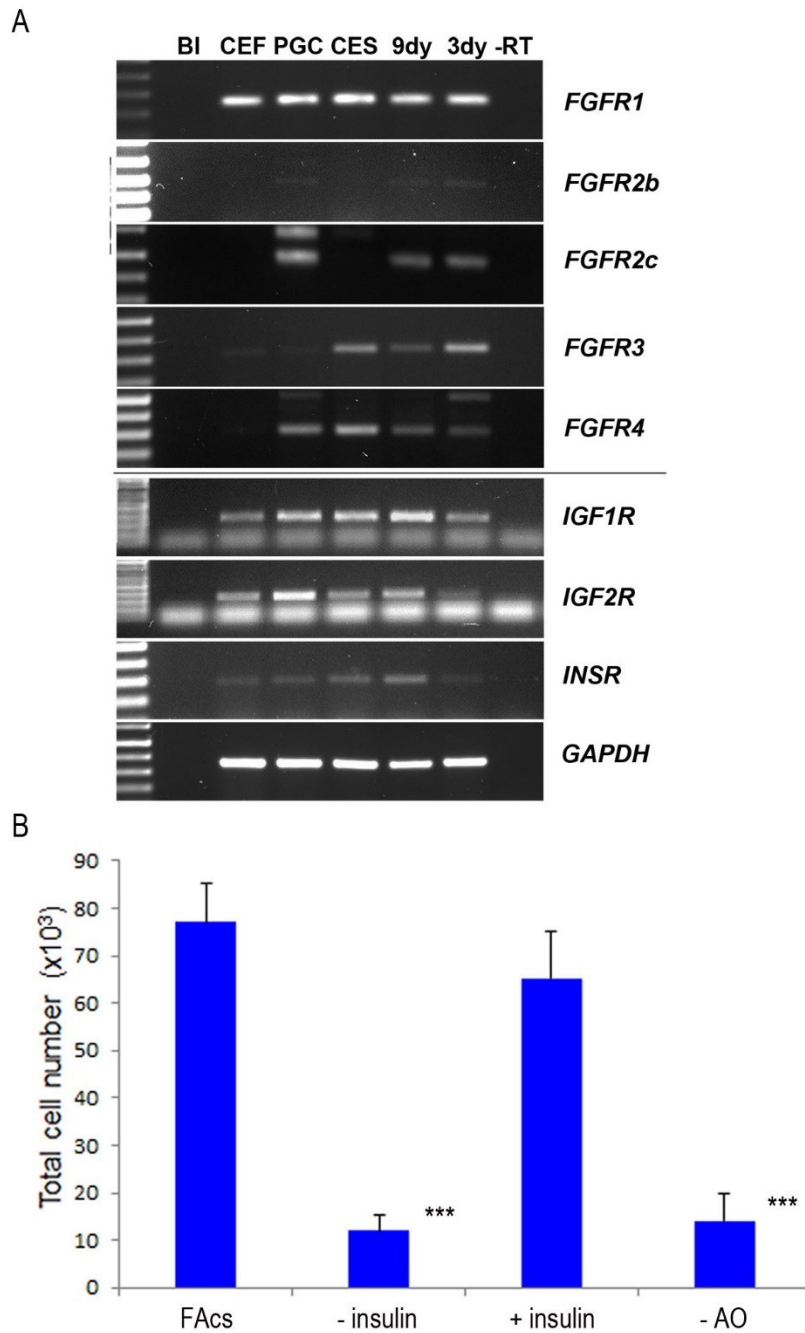 A
BI CEF PGC CES 9dy 3dy -RT
FGFR1
FGFR2b
FGFR2c
FGFR3
FGFR4
IGF1R
IGF2R
INSR
GAPDH
B
Total cell number (x10³)
90
80
70
60
50
40
30
20
10
0
***
***
FAcs - insulin + insulin - AO